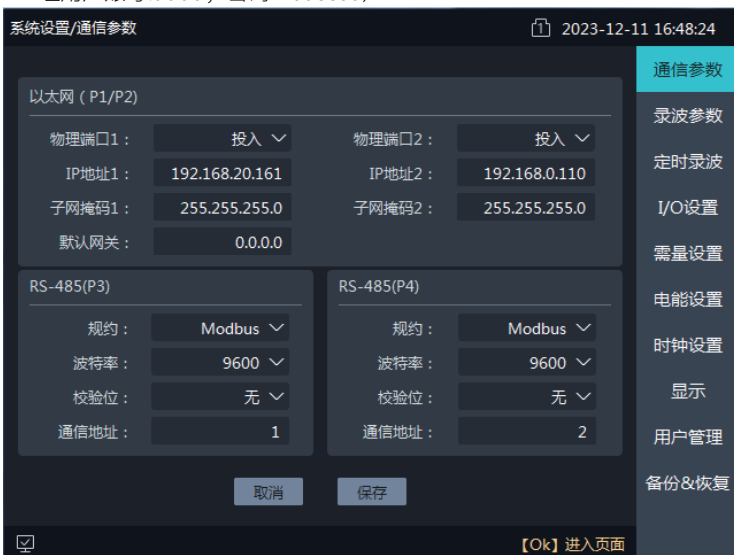 系统设置/通信参数
1 2023-12-11 16:48:24
以太网（P1/P2)
物理端口1： 投入 物理端口2： 投入
IP地址1： 192.168.20.161 IP地址2： 192.168.0.110
子网掩码1： 255.255.255.0 子网掩码2： 255.255.255.0
默认网关： 0.0.0.0
RS-485(P3)
规约： Modbus
波特率： 9600
校验位： 无
通信地址： 1
RS-485(P4)
规约： Modbus
波特率： 9600
校验位： 无
通信地址： 2
取消 保存
【Ok】进入页面
通信参数
录波参数
定时录波
I/O设置
需量设置
电能设置
时钟设置
显示
用户管理
备份&恢复